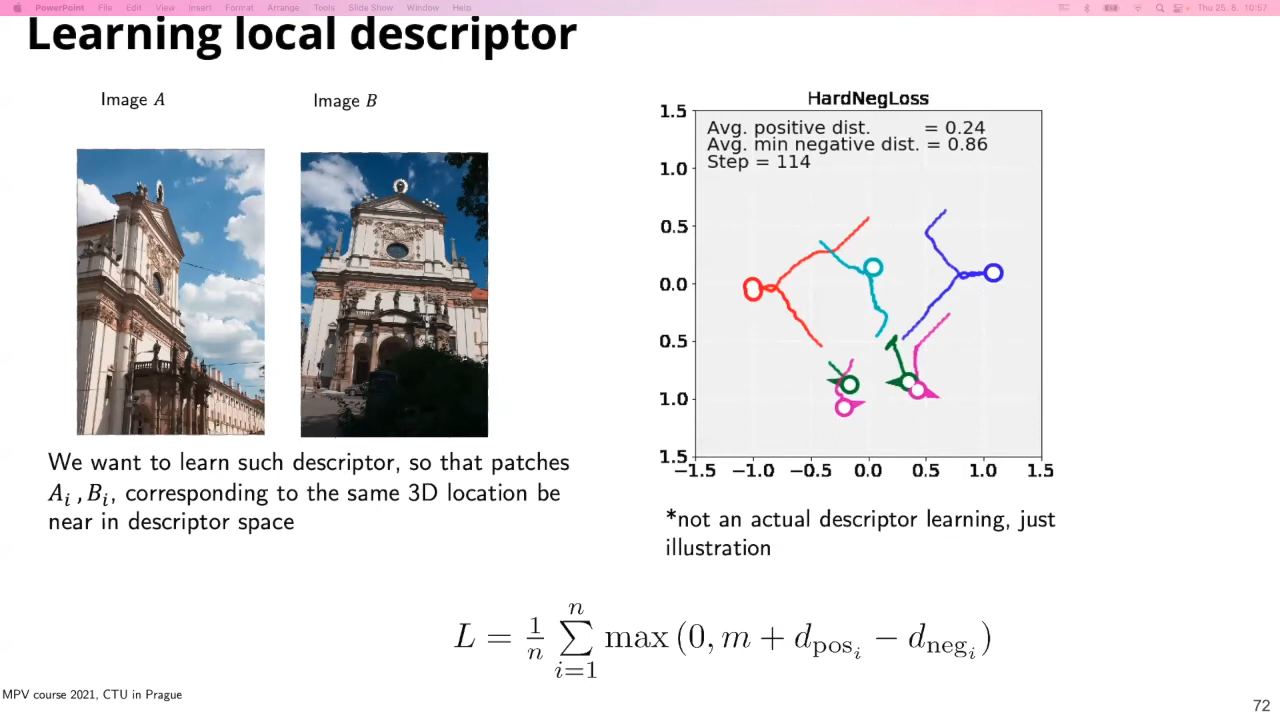 PowerPoint File Edit View Insert Format Arrange Tools Slide Show Window Help Thu 25. 8. 10:57
Learning local descriptor
Image A
Image B
We want to learn such descriptor, so that patches
Aᵢ , Bᵢ, corresponding to the same 3D location be
near in descriptor space
HardNegLoss
Avg. positive dist. = 0.24
Avg. min negative dist. = 0.86
Step = 114
1.5
1.0
0.5
0.0
0.5
1.0
1.5
−1.5 −1.0 −0.5 0.0 0.5 1.0 1.5
*not an actual descriptor learning, just
illustration
L = 1/n ∑_{i=1}^{n} max (0, m + d_{pos_i} − d_{neg_i})
MPV course 2021, CTU in Prague
72